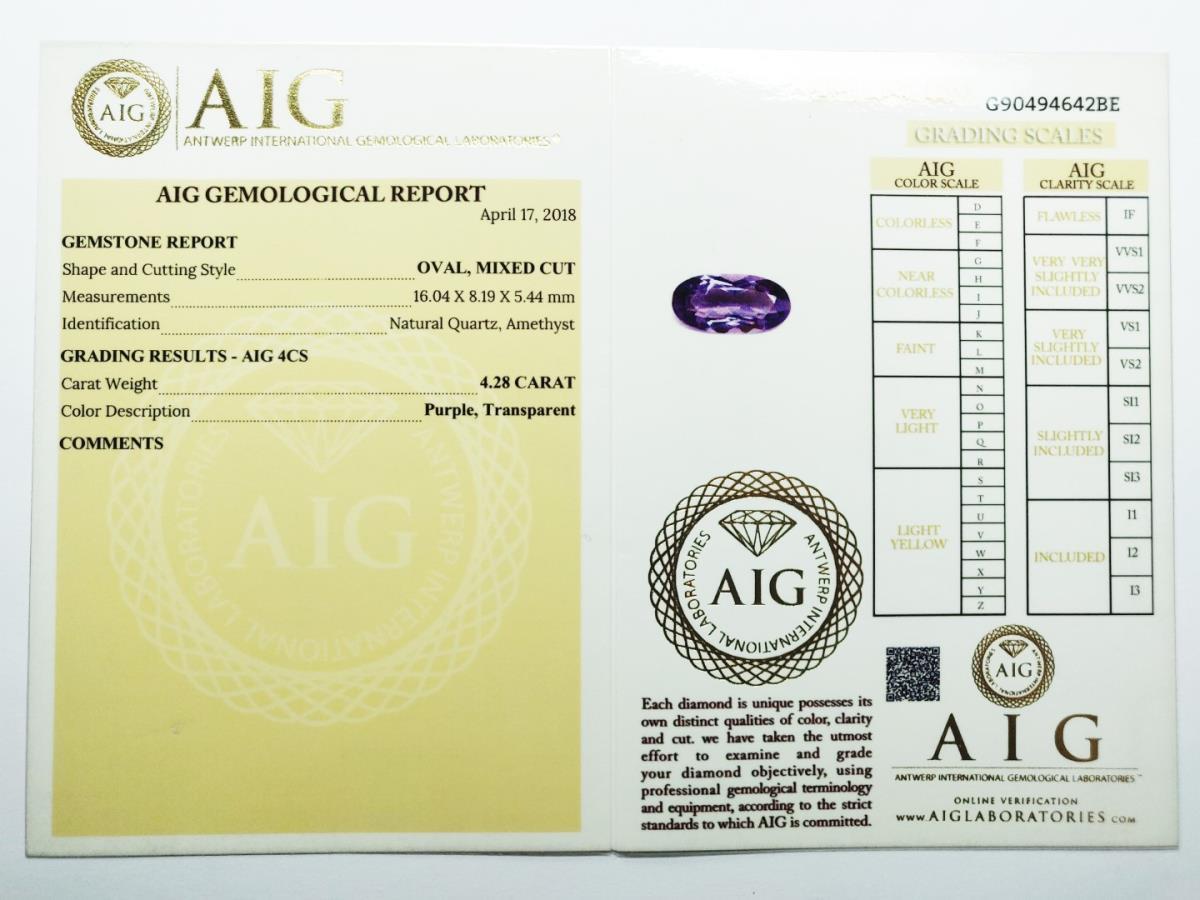 AIG
AIG
ANTWERP INTERNATIONAL GEMOLOGICAL LABORATORIES
AIG GEMOLOGICAL REPORT
April 17, 2018
GEMSTONE REPORT
Shape and Cutting Style OVAL, MIXED CUT
Measurements 16.04 X 8.19 X 5.44 mm
Identification Natural Quartz, Amethyst
GRADING RESULTS - AIG 4CS
Carat Weight 4.28 CARAT
Color Description Purple, Transparent
COMMENTS
AIG
ANTWERP INTERNATIONAL LABORATORIES
G90494642BE
GRADING SCALES
AIG
COLOR SCALE
COLORLESS
D
E
F
NEAR
COLORLESS
G
H
I
J
FAINT
K
L
M
VERY
LIGHT
N
O
P
Q
R
LIGHT
YELLOW
S
T
U
V
W
X
Y
Z
AIG
CLARITY SCALE
FLAWLESS
IF
VERY VERY
SLIGHTLY
INCLUDED
VVS1
VVS2
VERY
SLIGHTLY
INCLUDED
VS1
VS2
SLIGHTLY
INCLUDED
SI1
SI2
SI3
INCLUDED
I1
I2
I3
AIG
ANTWERP INTERNATIONAL LABORATORIES
Each diamond is unique possesses its
own distinct qualities of color, clarity
and cut. we have taken the utmost
effort to examine and grade
your diamond objectively, using
professional gemological terminology
and equipment, according to the strict
standards to which AIG is committed.
AIG
AIG
ANTWERP INTERNATIONAL GEMOLOGICAL LABORATORIES™
ONLINE VERIFICATION
www.AIGLABORATORIES.COM